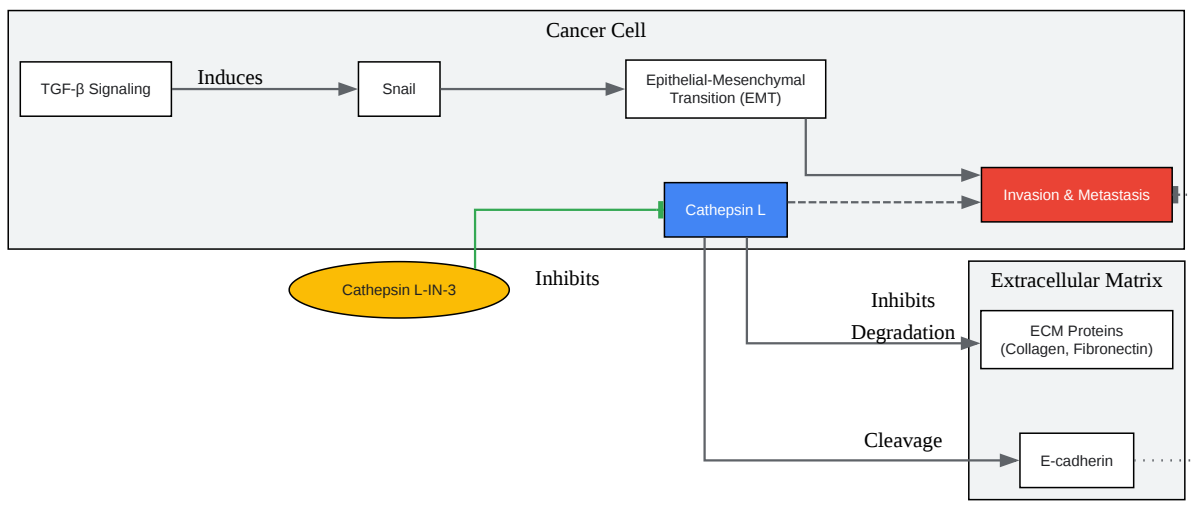 Cancer Cell
TGF-β Signaling
Induces
Snail
Epithelial-Mesenchymal
Transition (EMT)
Invasion & Metastasis
Cathepsin L
Cathepsin L-IN-3
Inhibits
Extracellular Matrix
Inhibits
Degradation
ECM Proteins
(Collagen, Fibronectin)
Cleavage
E-cadherin